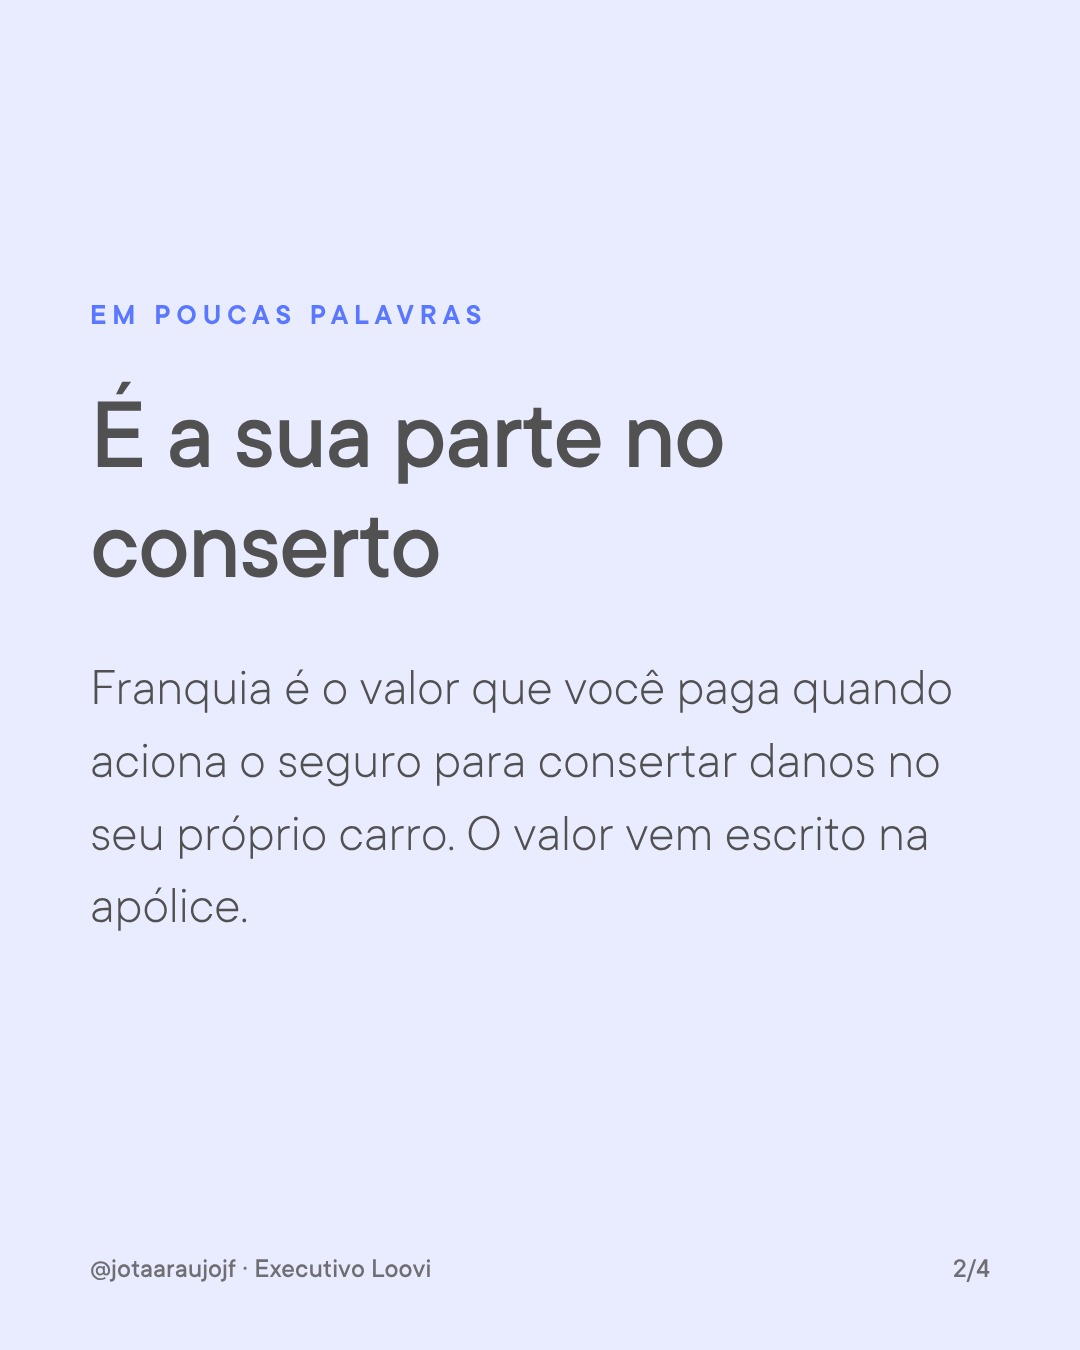 EM POUCAS PALAVRAS
É a sua parte no
conserto
Franquia é o valor que você paga quando
aciona o seguro para consertar danos no
seu próprio carro. O valor vem escrito na
apólice.
@jotaaraujojf · Executivo Loovi
2/4